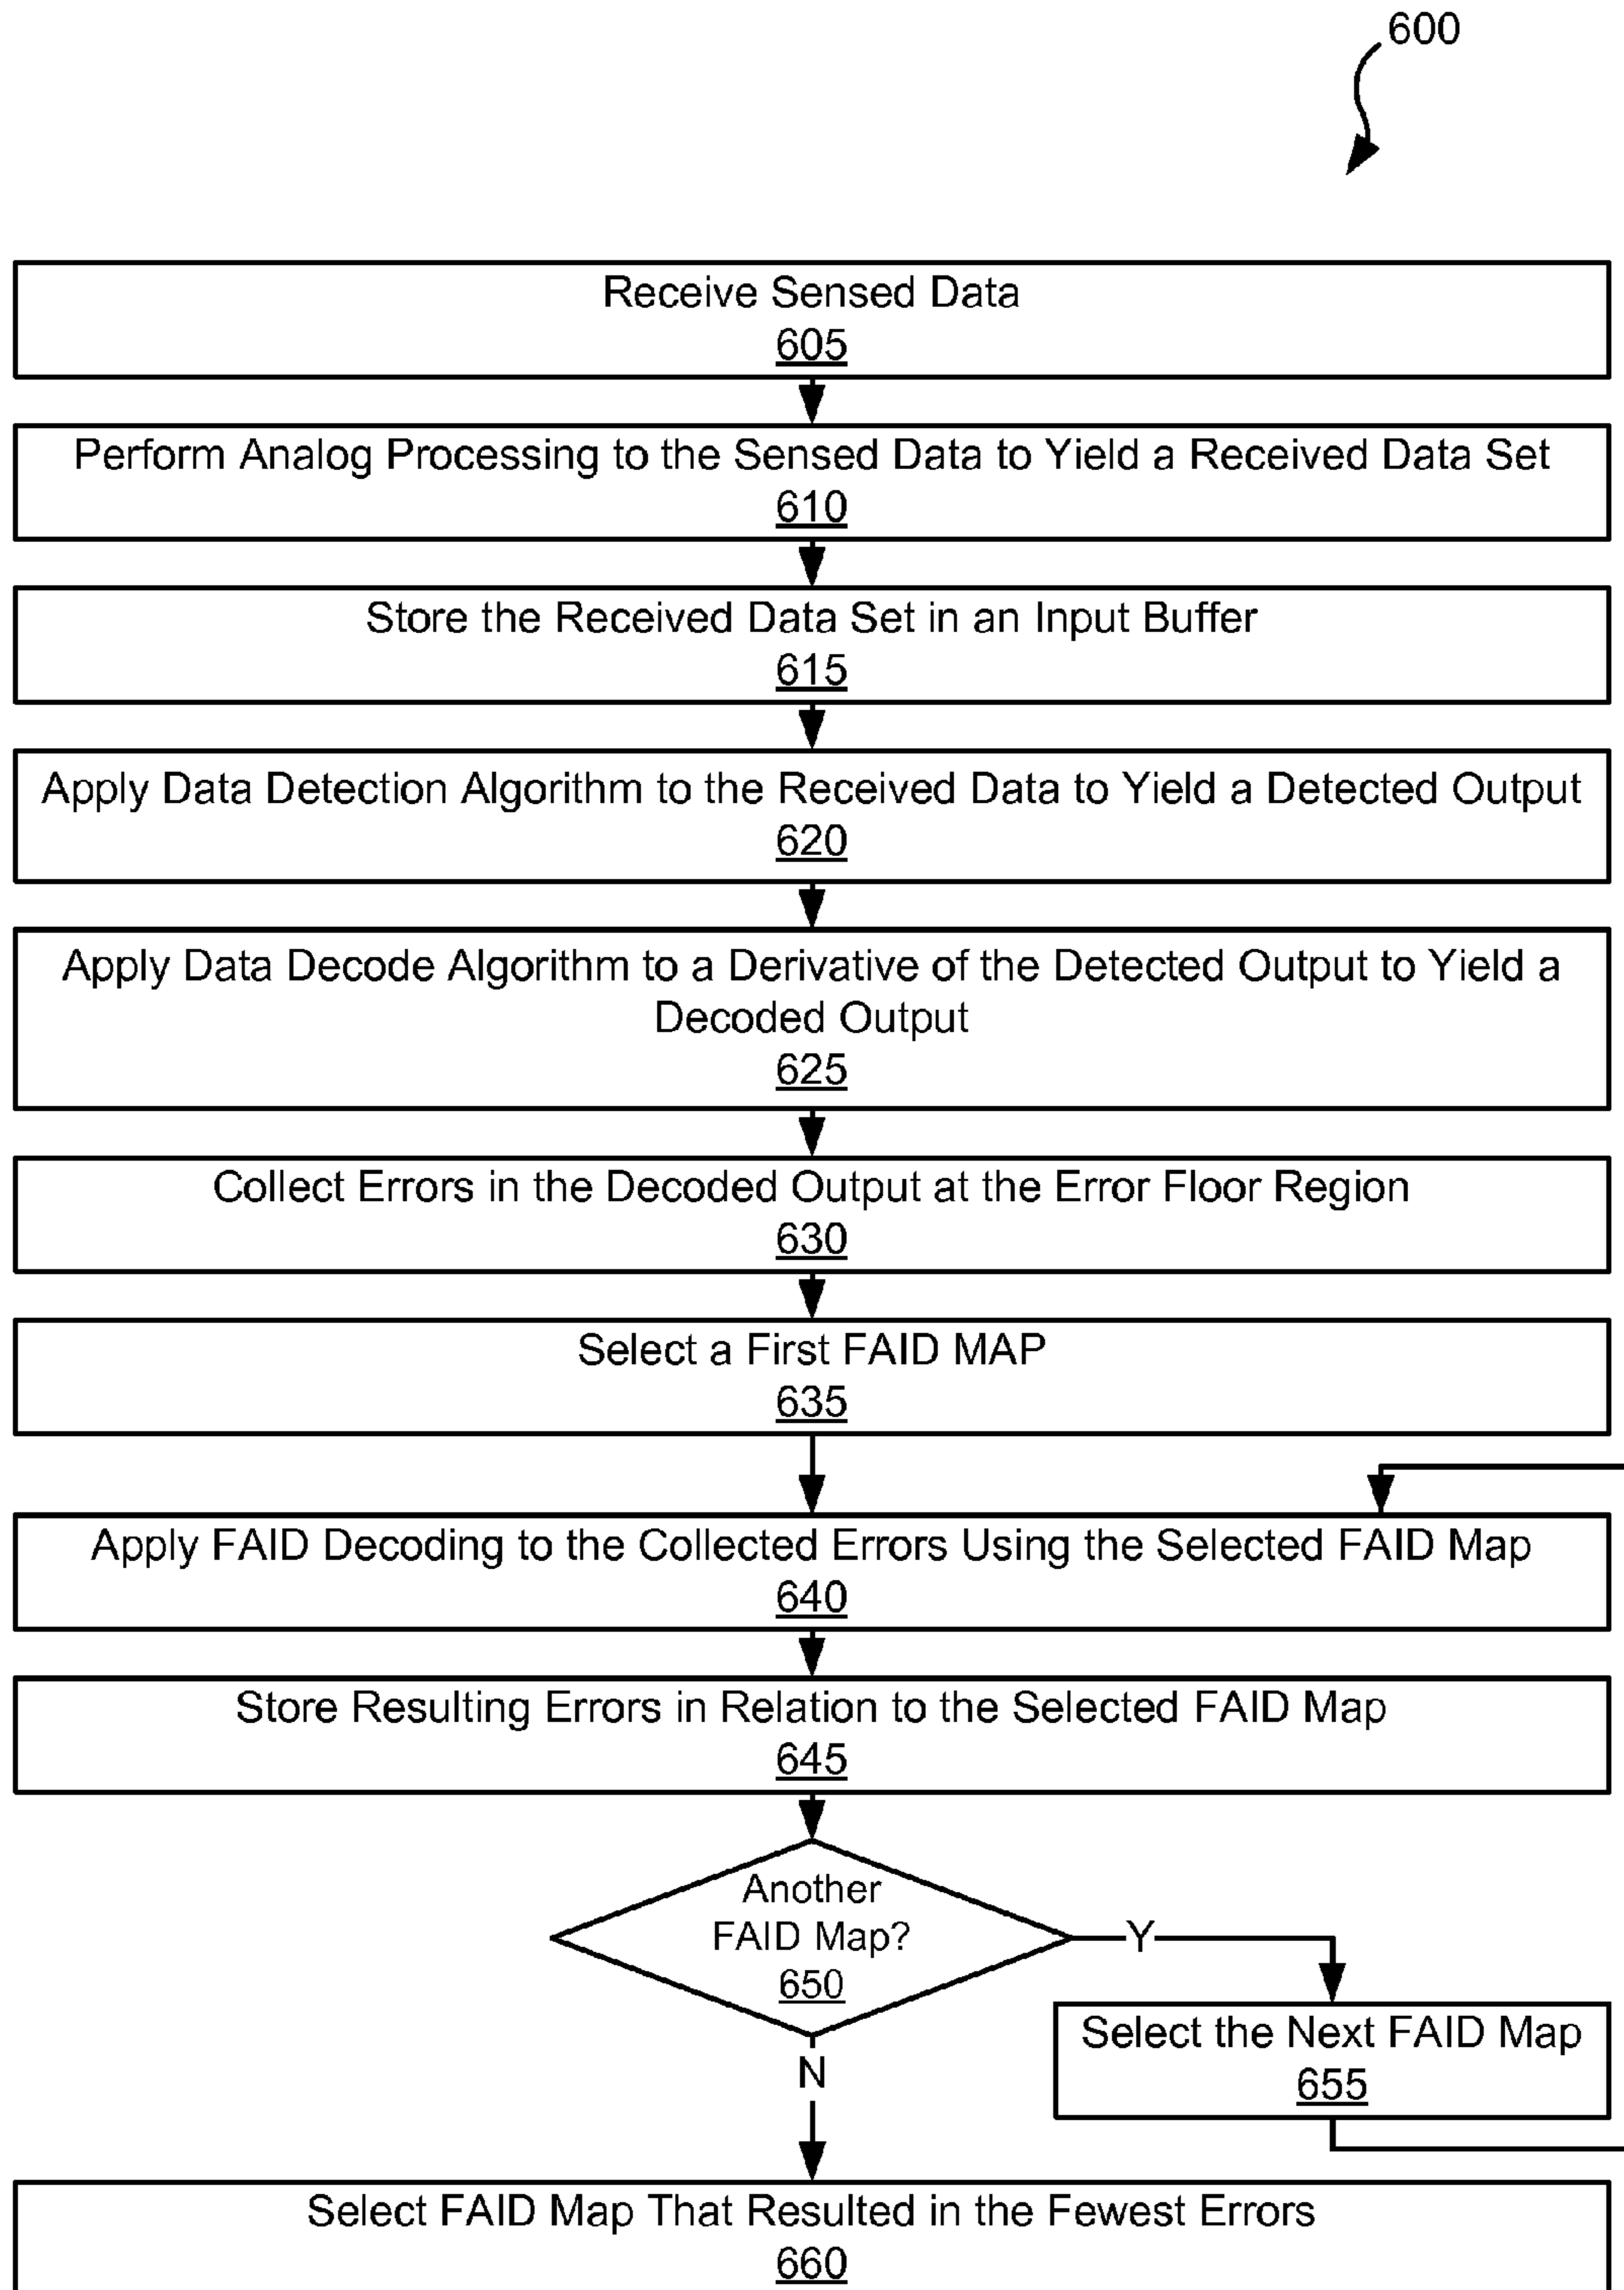 600
Receive Sensed Data
605
Perform Analog Processing to the Sensed Data to Yield a Received Data Set
610
Store the Received Data Set in an Input Buffer
615
Apply Data Detection Algorithm to the Received Data to Yield a Detected Output
620
Apply Data Decode Algorithm to a Derivative of the Detected Output to Yield a
Decoded Output
625
Collect Errors in the Decoded Output at the Error Floor Region
630
Select a First FAID MAP
635
Apply FAID Decoding to the Collected Errors Using the Selected FAID Map
640
Store Resulting Errors in Relation to the Selected FAID Map
645
Another
FAID Map?
650
Y
Select the Next FAID Map
655
N
Select FAID Map That Resulted in the Fewest Errors
660